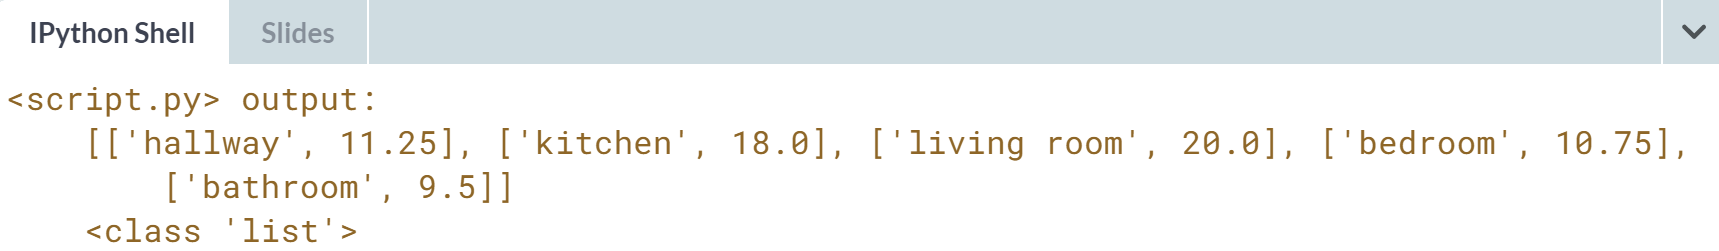 IPython Shell
Slides
<script.py> output:
[['hallway', 11.25], ['kitchen', 18.0], ['living room', 20.0], ['bedroom', 10.75],
['bathroom', 9.5]]
<class 'list'>